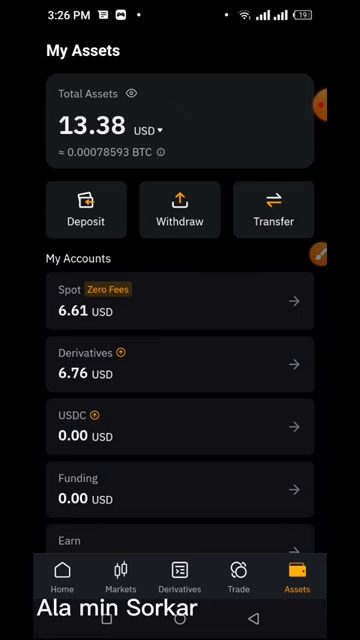 3:26 PM
19
My Assets
Total Assets
13.38 USD
≈ 0.00078593 BTC
Deposit Withdraw Transfer
My Accounts
Spot Zero Fees
6.61 USD
Derivatives
6.76 USD
USDC
0.00 USD
Funding
0.00 USD
Earn
Home Markets Derivatives Trade Assets
Ala min Sorkar